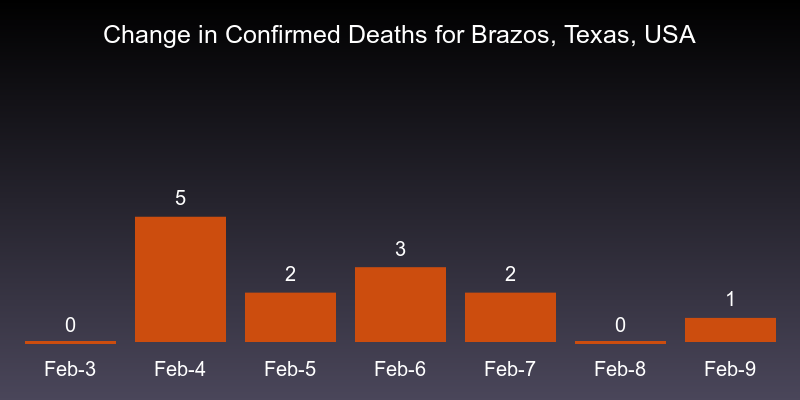 Change in Confirmed Deaths for Brazos, Texas, USA
0
5
2
3
2
0
1
Feb-3
Feb-4
Feb-5
Feb-6
Feb-7
Feb-8
Feb-9